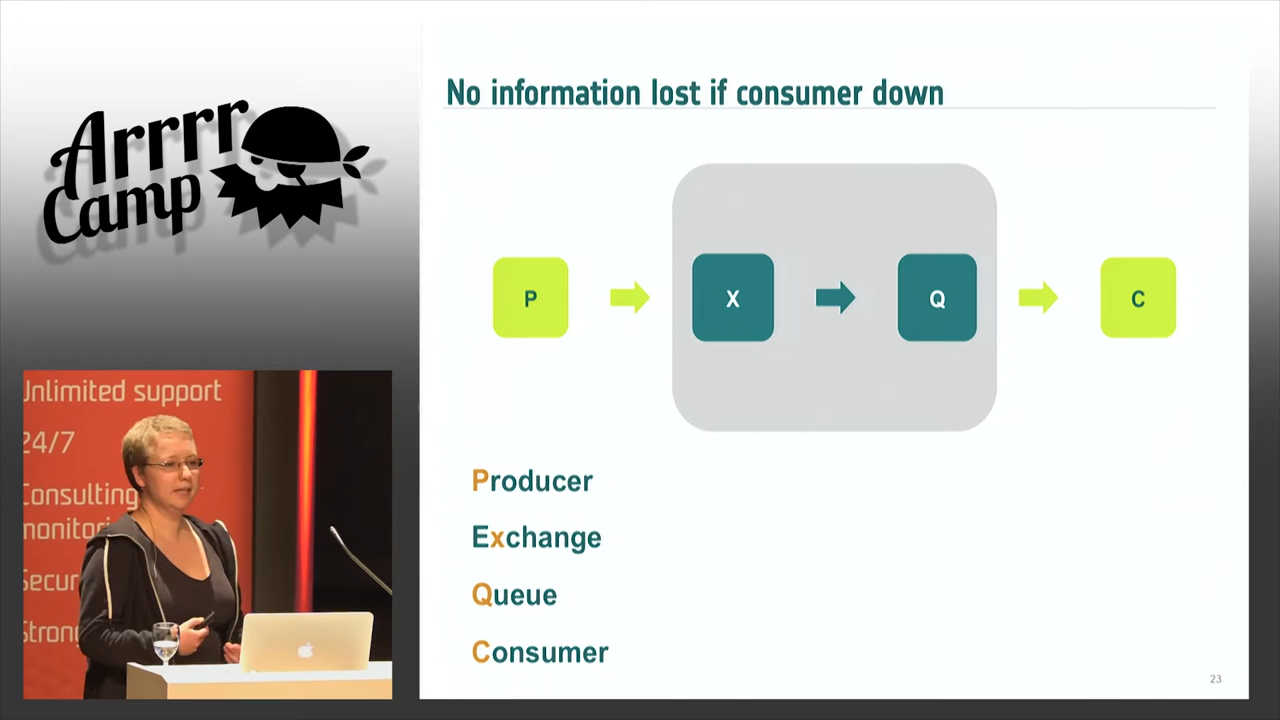 Arrrr
Camp
No information lost if consumer down
P
X
Q
C
Producer
Exchange
Queue
Consumer
23
Unlimited support
24/7
Consulting